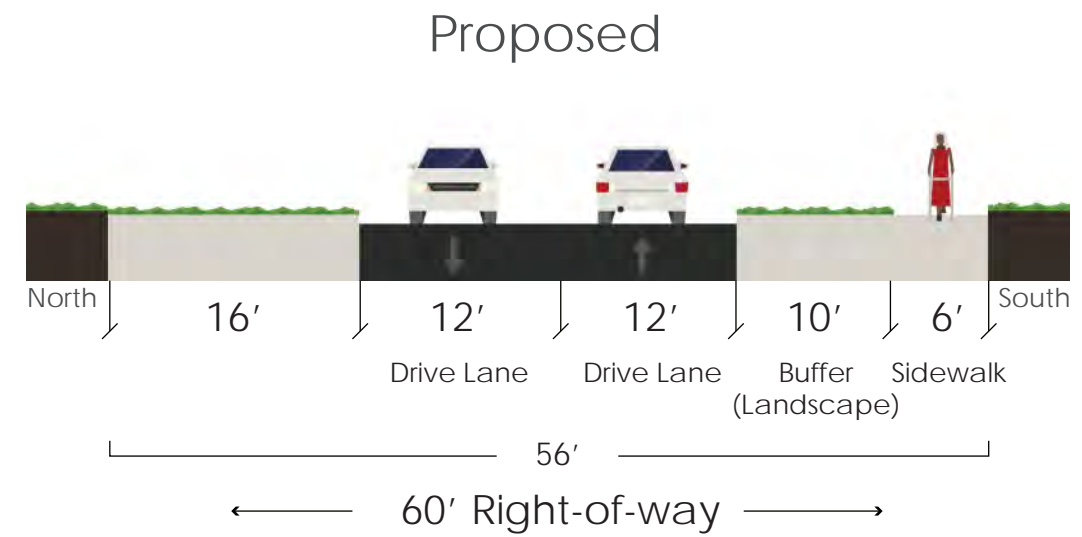 Proposed
North
16'
12'
12'
10'
6'
South
Drive Lane
Drive Lane
Buffer
(Landscape)
Sidewalk
56'
60' Right-of-way